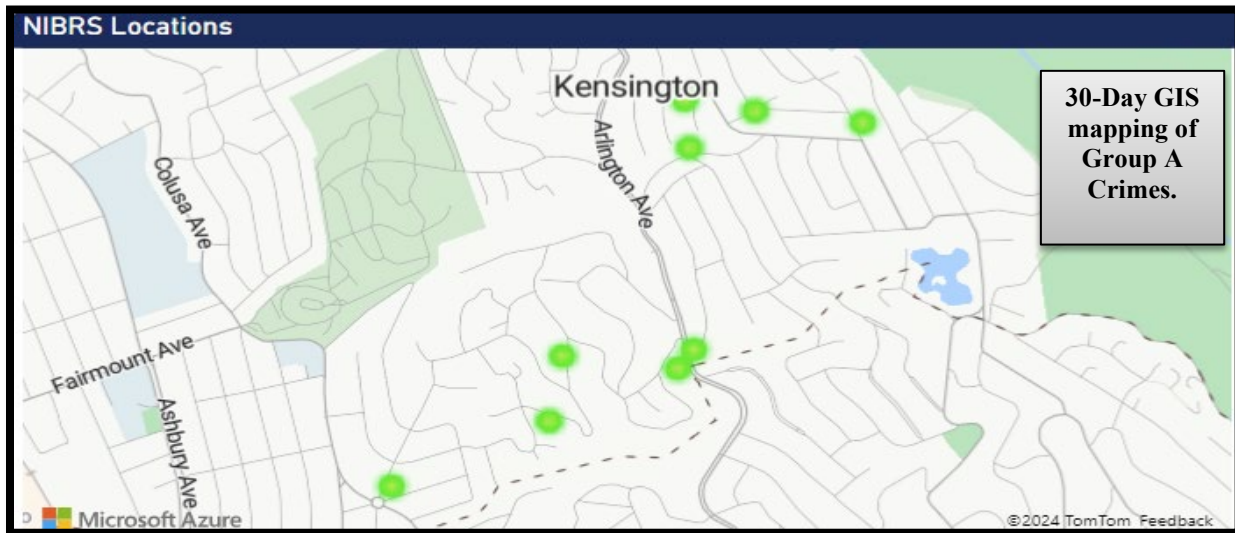 NIBRS Locations
Kensington
30-Day GIS
mapping of
Group A
Crimes.
Arlington Ave
Colusa Ave
Fairmount Ave
Ashbury Ave
Microsoft Azure
©2024 TomTom Feedback